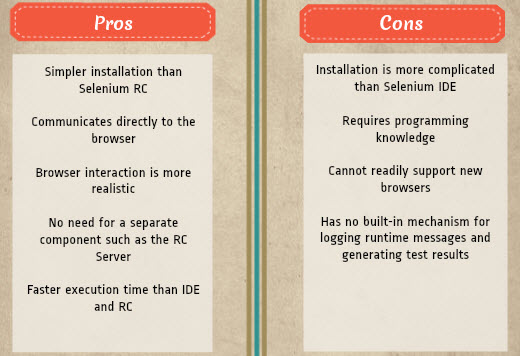 Pros
Simpler installation than
Selenium RC
Communicates directly to the
browser
Browser interaction is more
realistic
No need for a separate
component such as the RC
Server
Faster execution time than IDE
and RC
Cons
Installation is more complicated
than Selenium IDE
Requires programming
knowledge
Cannot readily support new
browsers
Has no built-in mechanism for
logging runtime messages and
generating test results